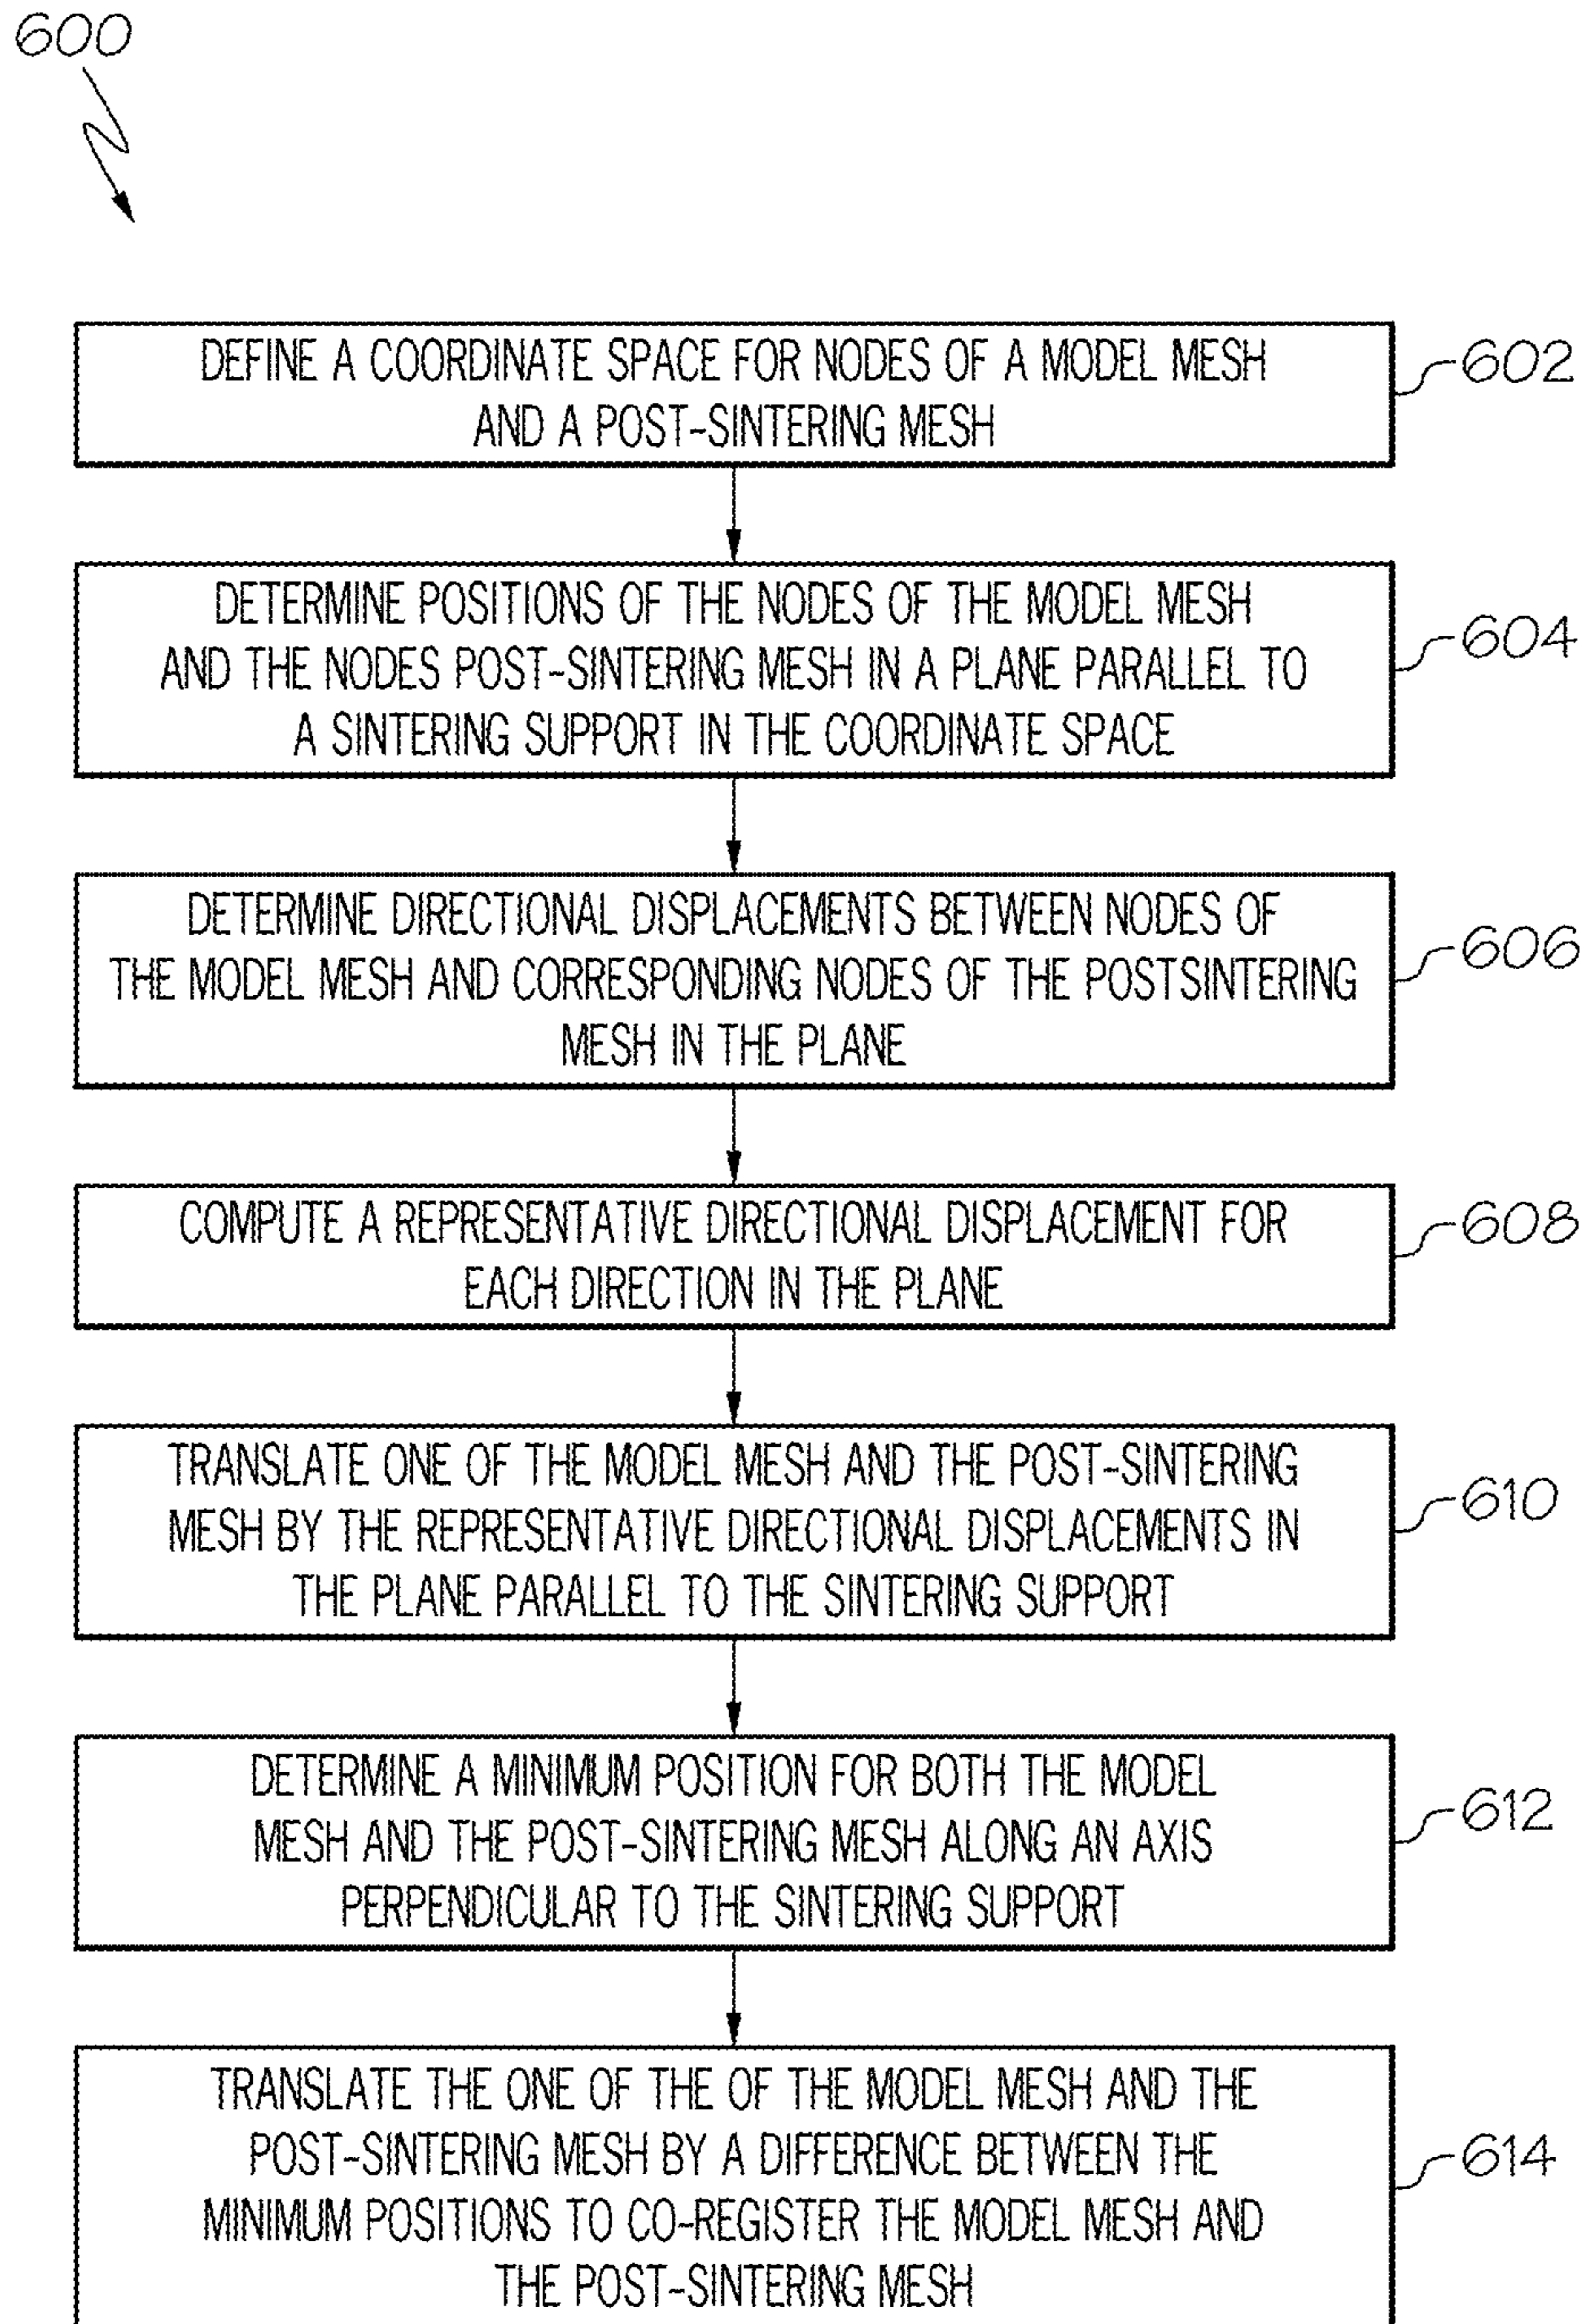 600
DEFINE A COORDINATE SPACE FOR NODES OF A MODEL MESH
AND A POST-SINTERING MESH
602
DETERMINE POSITIONS OF THE NODES OF THE MODEL MESH
AND THE NODES POST-SINTERING MESH IN A PLANE PARALLEL TO
A SINTERING SUPPORT IN THE COORDINATE SPACE
604
DETERMINE DIRECTIONAL DISPLACEMENTS BETWEEN NODES OF
THE MODEL MESH AND CORRESPONDING NODES OF THE POSTSINTERING
MESH IN THE PLANE
606
COMPUTE A REPRESENTATIVE DIRECTIONAL DISPLACEMENT FOR
EACH DIRECTION IN THE PLANE
608
TRANSLATE ONE OF THE MODEL MESH AND THE POST-SINTERING
MESH BY THE REPRESENTATIVE DIRECTIONAL DISPLACEMENTS IN
THE PLANE PARALLEL TO THE SINTERING SUPPORT
610
DETERMINE A MINIMUM POSITION FOR BOTH THE MODEL
MESH AND THE POST-SINTERING MESH ALONG AN AXIS
PERPENDICULAR TO THE SINTERING SUPPORT
612
TRANSLATE THE ONE OF THE OF THE MODEL MESH AND THE
POST-SINTERING MESH BY A DIFFERENCE BETWEEN THE
MINIMUM POSITIONS TO CO-REGISTER THE MODEL MESH AND
THE POST-SINTERING MESH
614